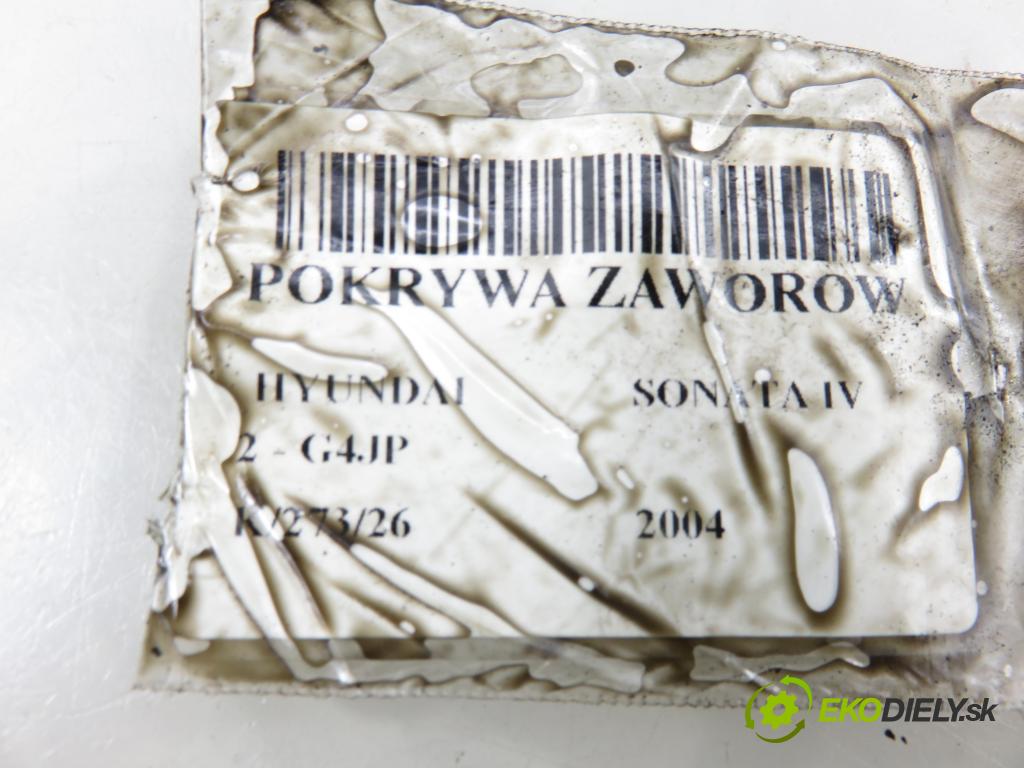 POKRYWA ZAWOROW
HYUNDAI SONATA IV
2 - G4JP
K/273/26 2004
EKODIELY.sk